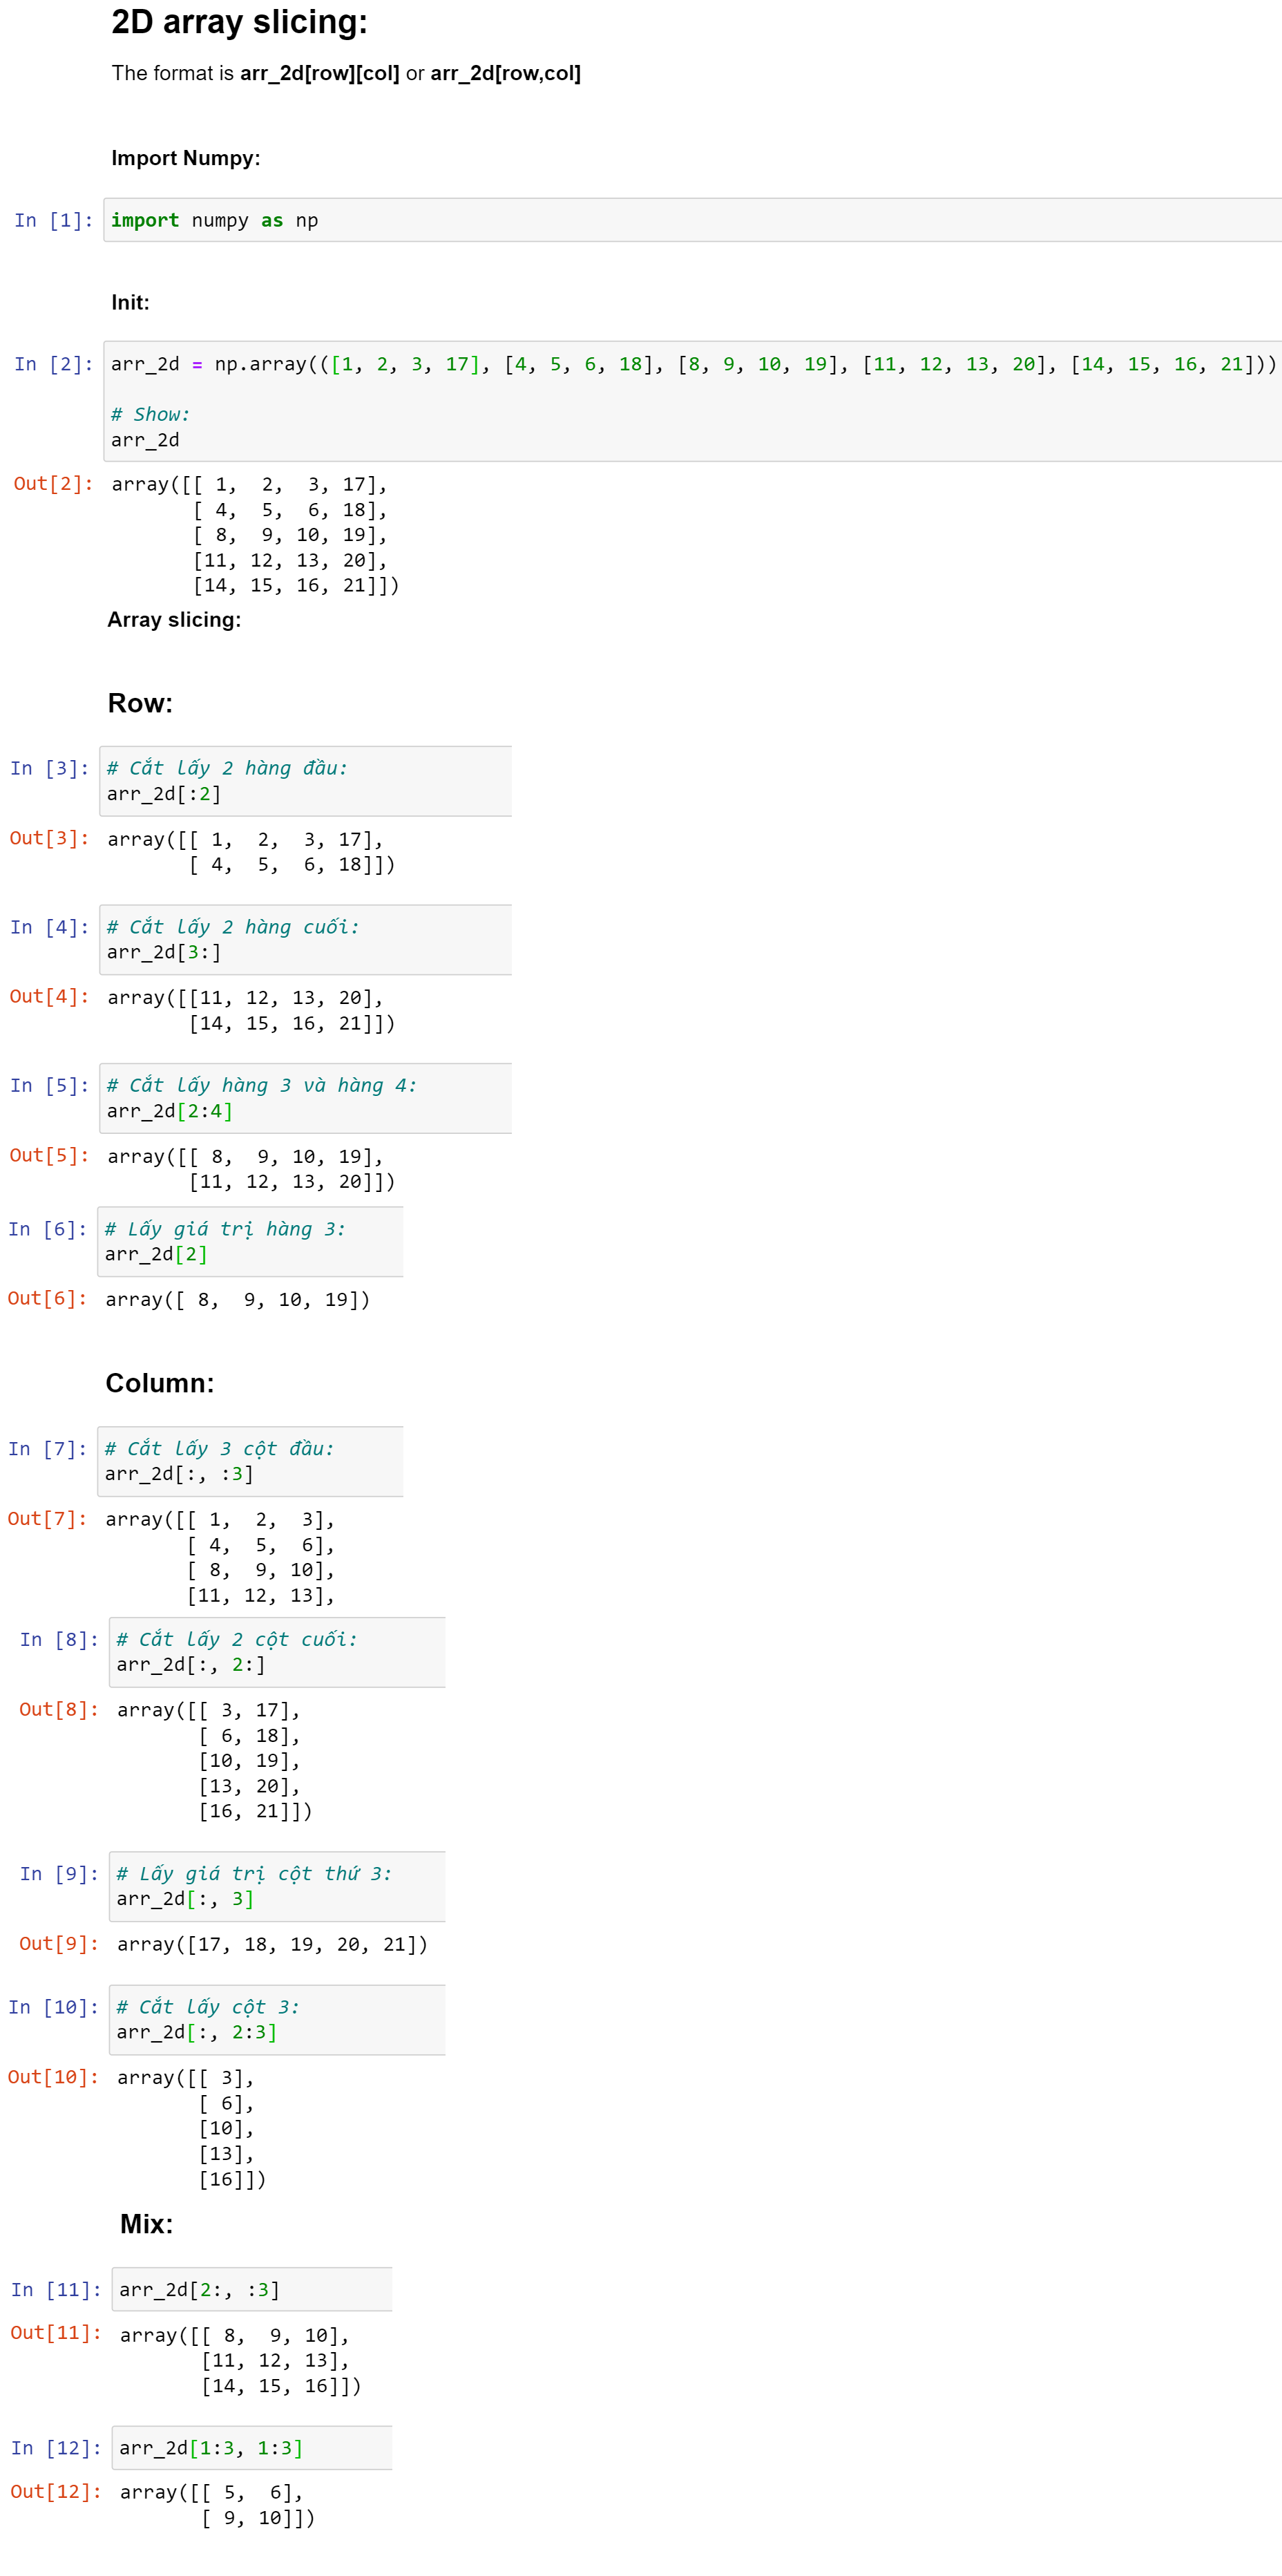 2D array slicing:
The format is arr_2d[row][col] or arr_2d[row,col]
Import Numpy:
In [1]: import numpy as np
Init:
In [2]: arr_2d = np.array(([1, 2, 3, 17], [4, 5, 6, 18], [8, 9, 10, 19], [11, 12, 13, 20], [14, 15, 16, 21]))
# Show:
arr_2d
Out[2]: array([[ 1,  2,  3, 17],
[ 4,  5,  6, 18],
[ 8,  9, 10, 19],
[11, 12, 13, 20],
[14, 15, 16, 21]])
Array slicing:
Row:
In [3]: # Cắt lấy 2 hàng đầu:
arr_2d[:2]
Out[3]: array([[ 1,  2,  3, 17],
[ 4,  5,  6, 18]])
In [4]: # Cắt lấy 2 hàng cuối:
arr_2d[3:]
Out[4]: array([[11, 12, 13, 20],
[14, 15, 16, 21]])
In [5]: # Cắt lấy hàng 3 và hàng 4:
arr_2d[2:4]
Out[5]: array([[ 8,  9, 10, 19],
[11, 12, 13, 20]])
In [6]: # Lấy giá trị hàng 3:
arr_2d[2]
Out[6]: array([ 8,  9, 10, 19])
Column:
In [7]: # Cắt lấy 3 cột đầu:
arr_2d[:, :3]
Out[7]: array([[ 1,  2,  3],
[ 4,  5,  6],
[ 8,  9, 10],
[11, 12, 13],
In [8]: # Cắt lấy 2 cột cuối:
arr_2d[:, 2:]
Out[8]: array([[ 3, 17],
[ 6, 18],
[10, 19],
[13, 20],
[16, 21]])
In [9]: # Lấy giá trị cột thứ 3:
arr_2d[:, 3]
Out[9]: array([17, 18, 19, 20, 21])
In [10]: # Cắt lấy cột 3:
arr_2d[:, 2:3]
Out[10]: array([[ 3],
[ 6],
[10],
[13],
[16]])
Mix:
In [11]: arr_2d[2:, :3]
Out[11]: array([[ 8,  9, 10],
[11, 12, 13],
[14, 15, 16]])
In [12]: arr_2d[1:3, 1:3]
Out[12]: array([[ 5,  6],
[ 9, 10]])